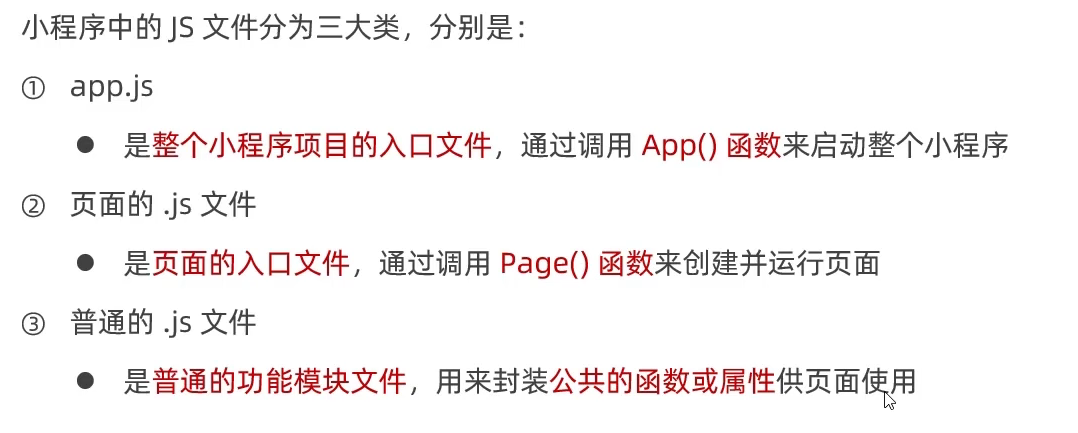 小程序中的 JS 文件分为三大类，分别是：
① app.js
● 是整个小程序项目的入口文件，通过调用 App() 函数来启动整个小程序
② 页面的 .js 文件
● 是页面的入口文件，通过调用 Page() 函数来创建并运行页面
③ 普通的 .js 文件
● 是普通的功能模块文件，用来封装公共的函数或属性供页面使用